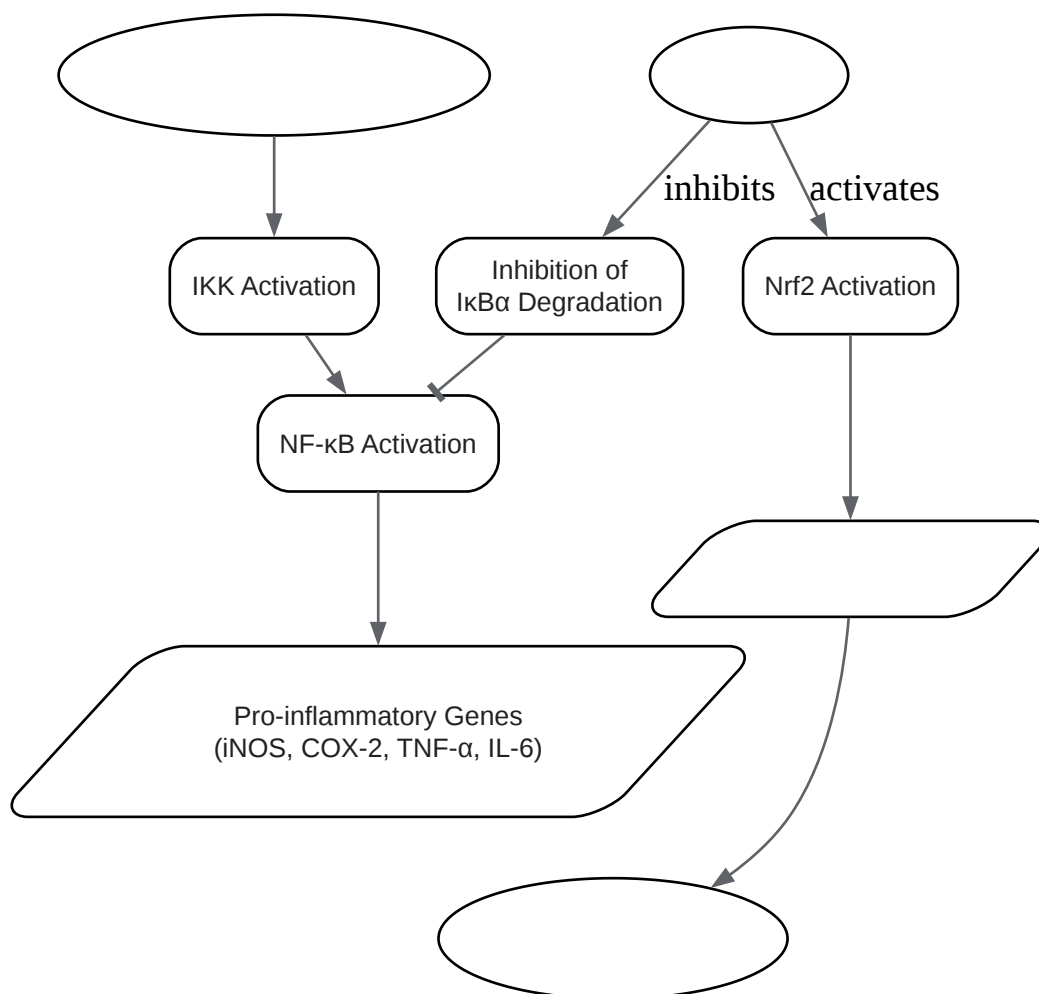 inhibits
activates
IKK Activation
Inhibition of
IκBα Degradation
Nrf2 Activation
NF-κB Activation
Pro-inflammatory Genes
(iNOS, COX-2, TNF-α, IL-6)